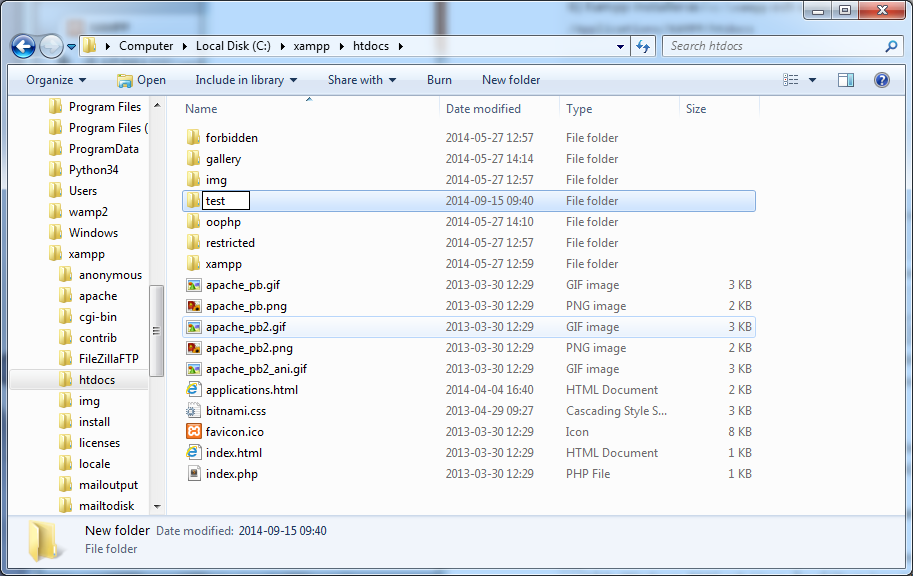 Computer Local Disk (C:) xampp htdocs Search htdocs
Organize Open Include in library Share with Burn New folder
Program Files
Program Files (
ProgramData
Python34
Users
wamp2
Windows
xampp
anonymous
apache
cgi-bin
contrib
FileZillaFTP
htdocs
img
install
licenses
locale
mailoutput
mailtodisk
Name Date modified Type Size
forbidden 2014-05-27 12:57 File folder
gallery 2014-05-27 14:14 File folder
img 2014-05-27 12:57 File folder
test 2014-09-15 09:40 File folder
oophp 2014-05-27 14:10 File folder
restricted 2014-05-27 12:57 File folder
xampp 2014-05-27 12:59 File folder
apache_pb.gif 2013-03-30 12:29 GIF image 3 KB
apache_pb.png 2013-03-30 12:29 PNG image 2 KB
apache_pb2.gif 2013-03-30 12:29 GIF image 3 KB
apache_pb2.png 2013-03-30 12:29 PNG image 2 KB
apache_pb2_ani.gif 2013-03-30 12:29 GIF image 3 KB
applications.html 2014-04-04 16:40 HTML Document 2 KB
bitnami.css 2013-04-29 09:27 Cascading Style S... 3 KB
favicon.ico 2013-03-30 12:29 Icon 8 KB
index.html 2013-03-30 12:29 HTML Document 1 KB
index.php 2013-03-30 12:29 PHP File 1 KB
New folder Date modified: 2014-09-15 09:40
File folder